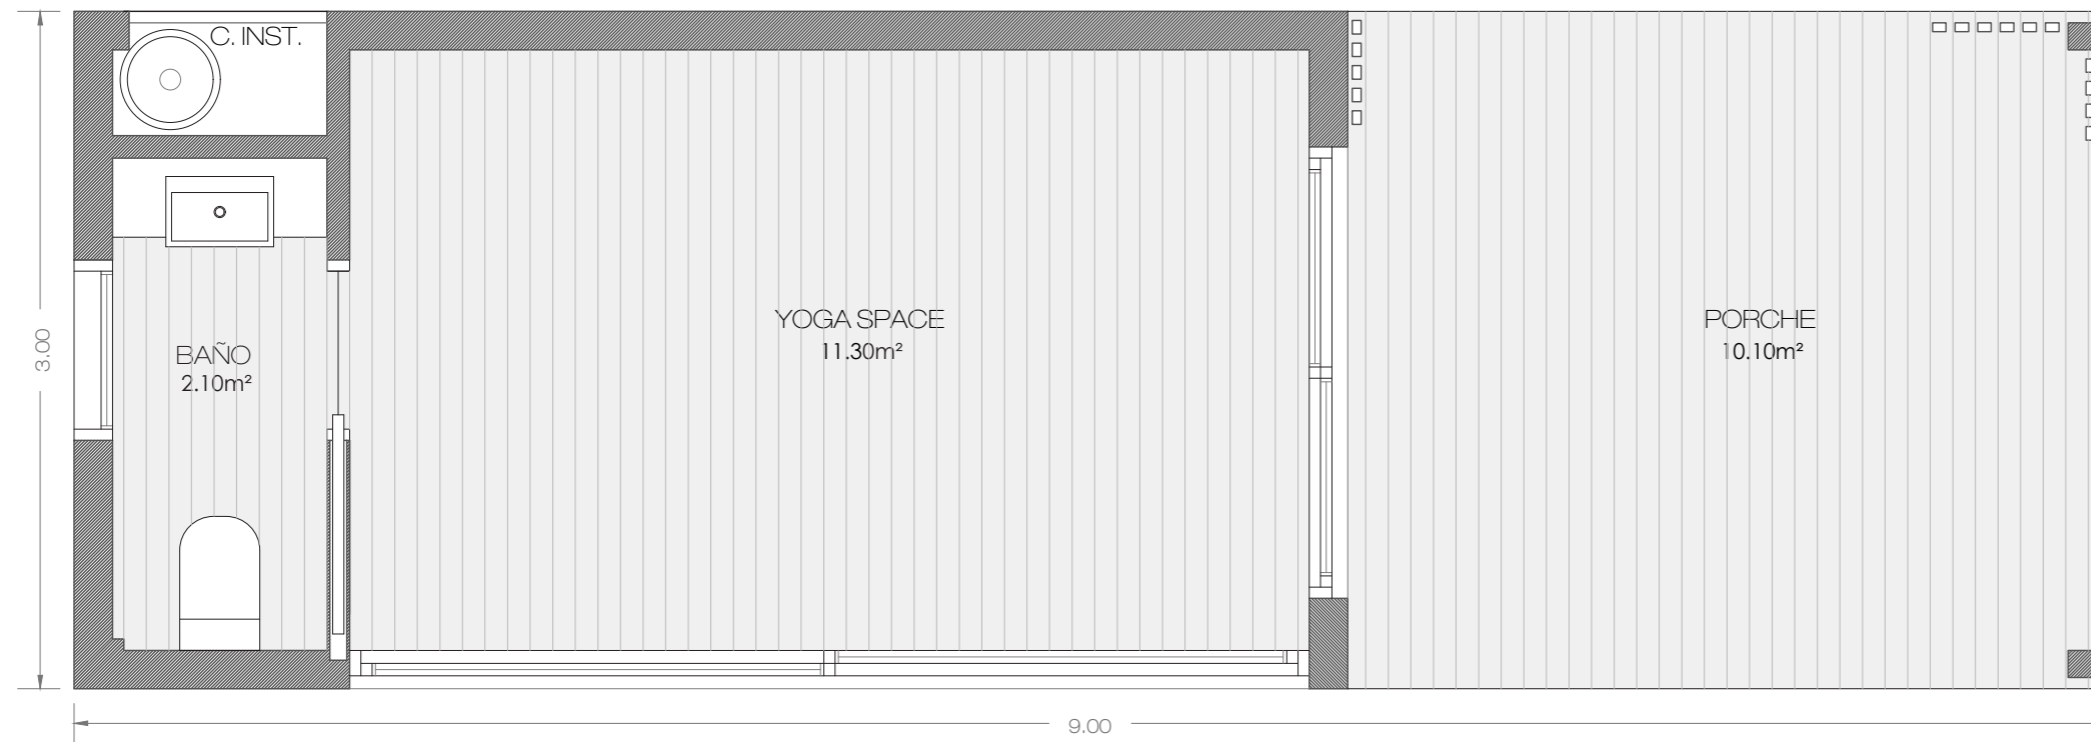 C. INST.
YOGA SPACE
11.30m²
PORCHE
10.10m²
3.00
BAÑO
2.10m²
9.00